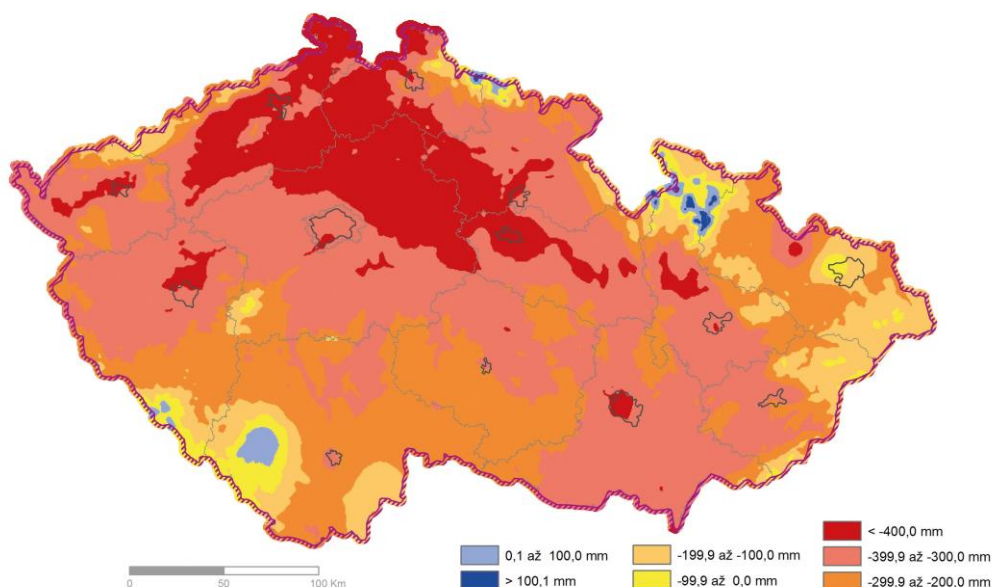 < -400,0 mm
0,1 až 100,0 mm
-199,9 až -100,0 mm
-399,9 až -300,0 mm
> 100,1 mm
-99,9 až 0,0 mm
-299,9 až -200,0 mm
0
50
100 Km